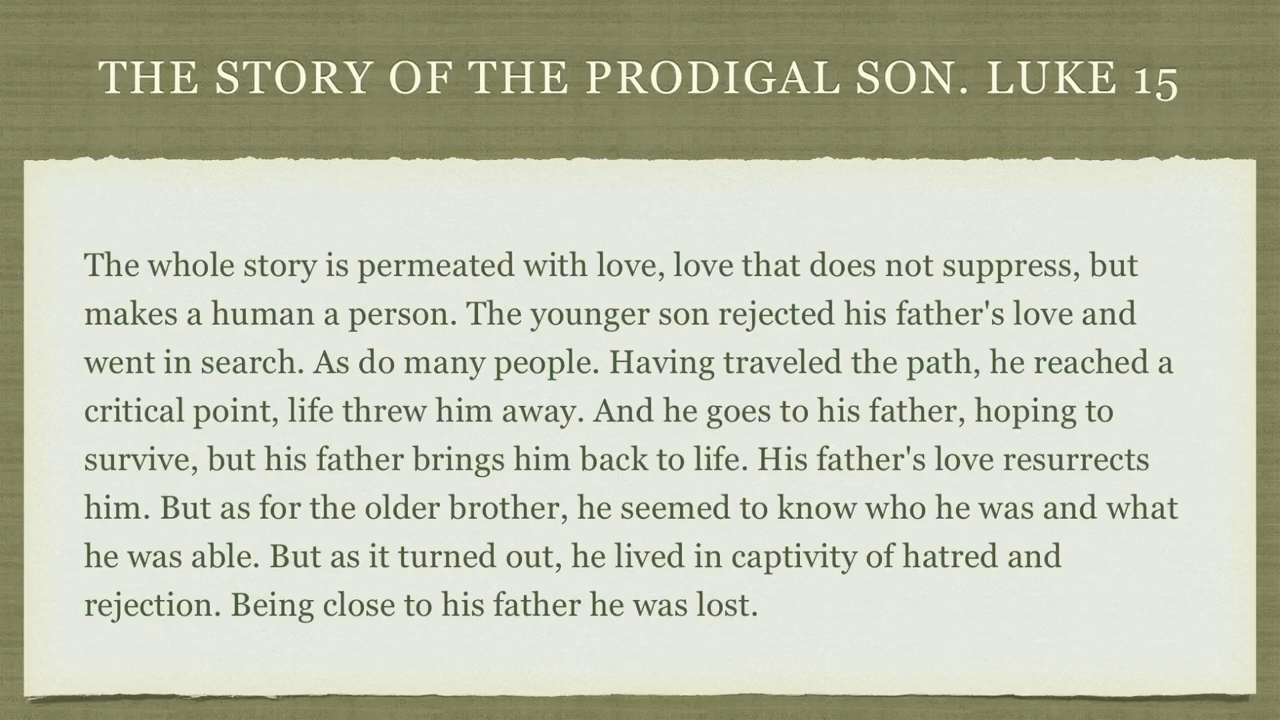 THE STORY OF THE PRODIGAL SON. LUKE 15
The whole story is permeated with love, love that does not suppress, but
makes a human a person. The younger son rejected his father's love and
went in search. As do many people. Having traveled the path, he reached a
critical point, life threw him away. And he goes to his father, hoping to
survive, but his father brings him back to life. His father's love resurrects
him. But as for the older brother, he seemed to know who he was and what
he was able. But as it turned out, he lived in captivity of hatred and
rejection. Being close to his father he was lost.